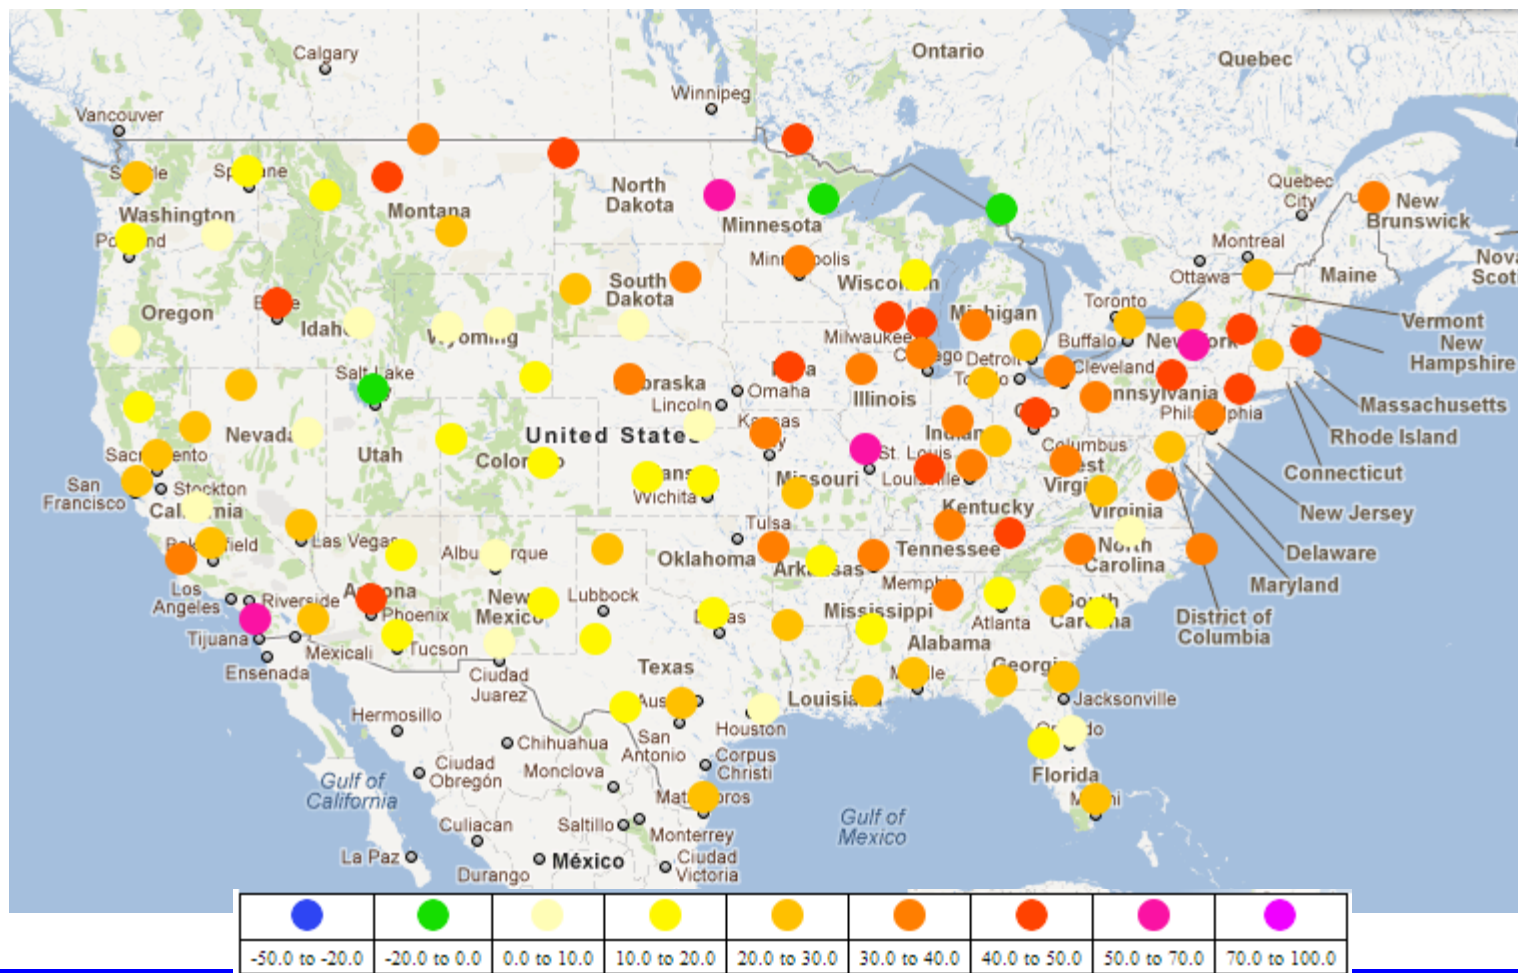 Calgary
Ontario
Quebec
Winnipeg
Vancouver
Quebec
City
North
Dakota
New
Brunswick
Washington
Montana
Minnesota
Montreal
Ottawa
Maine
Nova
Scot
South
Dakota
Oregon
Toronto
Michigan
Vermont
Wyoming
Milwaukee
Buffalo
New
Hampshire
Salt Lake
Detroit
Cleveland
Omaha
Illinois
Massachusetts
Lincoln
Nevada
United States
Rhode Island
Utah
Columbus
St. Louis
Connecticut
San
Francisco
Stockton
Wichita
Missouri
Kentucky
Virginia
New Jersey
Tulsa
Las Vegas
Oklahoma
Tennessee
North
Carolina
Delaware
Memphis
Maryland
Los
Angeles
Riverside
Phoenix
New
Mexico
Lubbock
Mississippi
Atlanta
District of
Columbia
Tijuana
Mexicali
Tucson
Alabama
Ensenada
Ciudad
Juarez
Texas
Jacksonville
Hermosillo
Houston
Chihuahua
San
Antonio
Corpus
Christi
Ciudad
Obregón
Monclova
Florida
Gulf of
California
Gulf of
Mexico
Culiacan
Saltillo
Monterrey
La Paz
Durango
México
Ciudad
Victoria
-50.0 to -20.0 -20.0 to 0.0 0.0 to 10.0 10.0 to 20.0 20.0 to 30.0 30.0 to 40.0 40.0 to 50.0 50.0 to 70.0 70.0 to 100.0